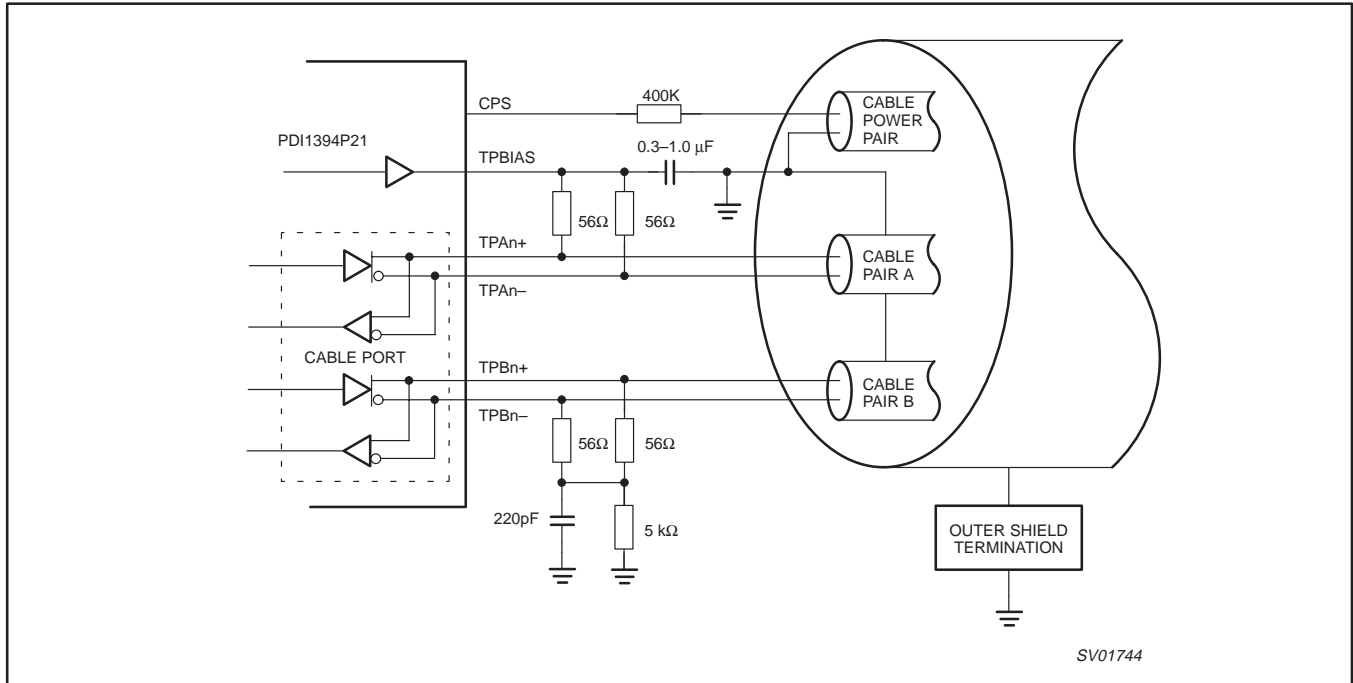 CPS
400K
CABLE
POWER
PAIR
PDI1394P21
TPBIAS
0.3–1.0 μF
56Ω
56Ω
TPAn+
TPAn–
CABLE
PAIR A
CABLE PORT
TPBn+
TPBn–
CABLE
PAIR B
56Ω
56Ω
220pF
5 kΩ
OUTER SHIELD
TERMINATION
SV01744